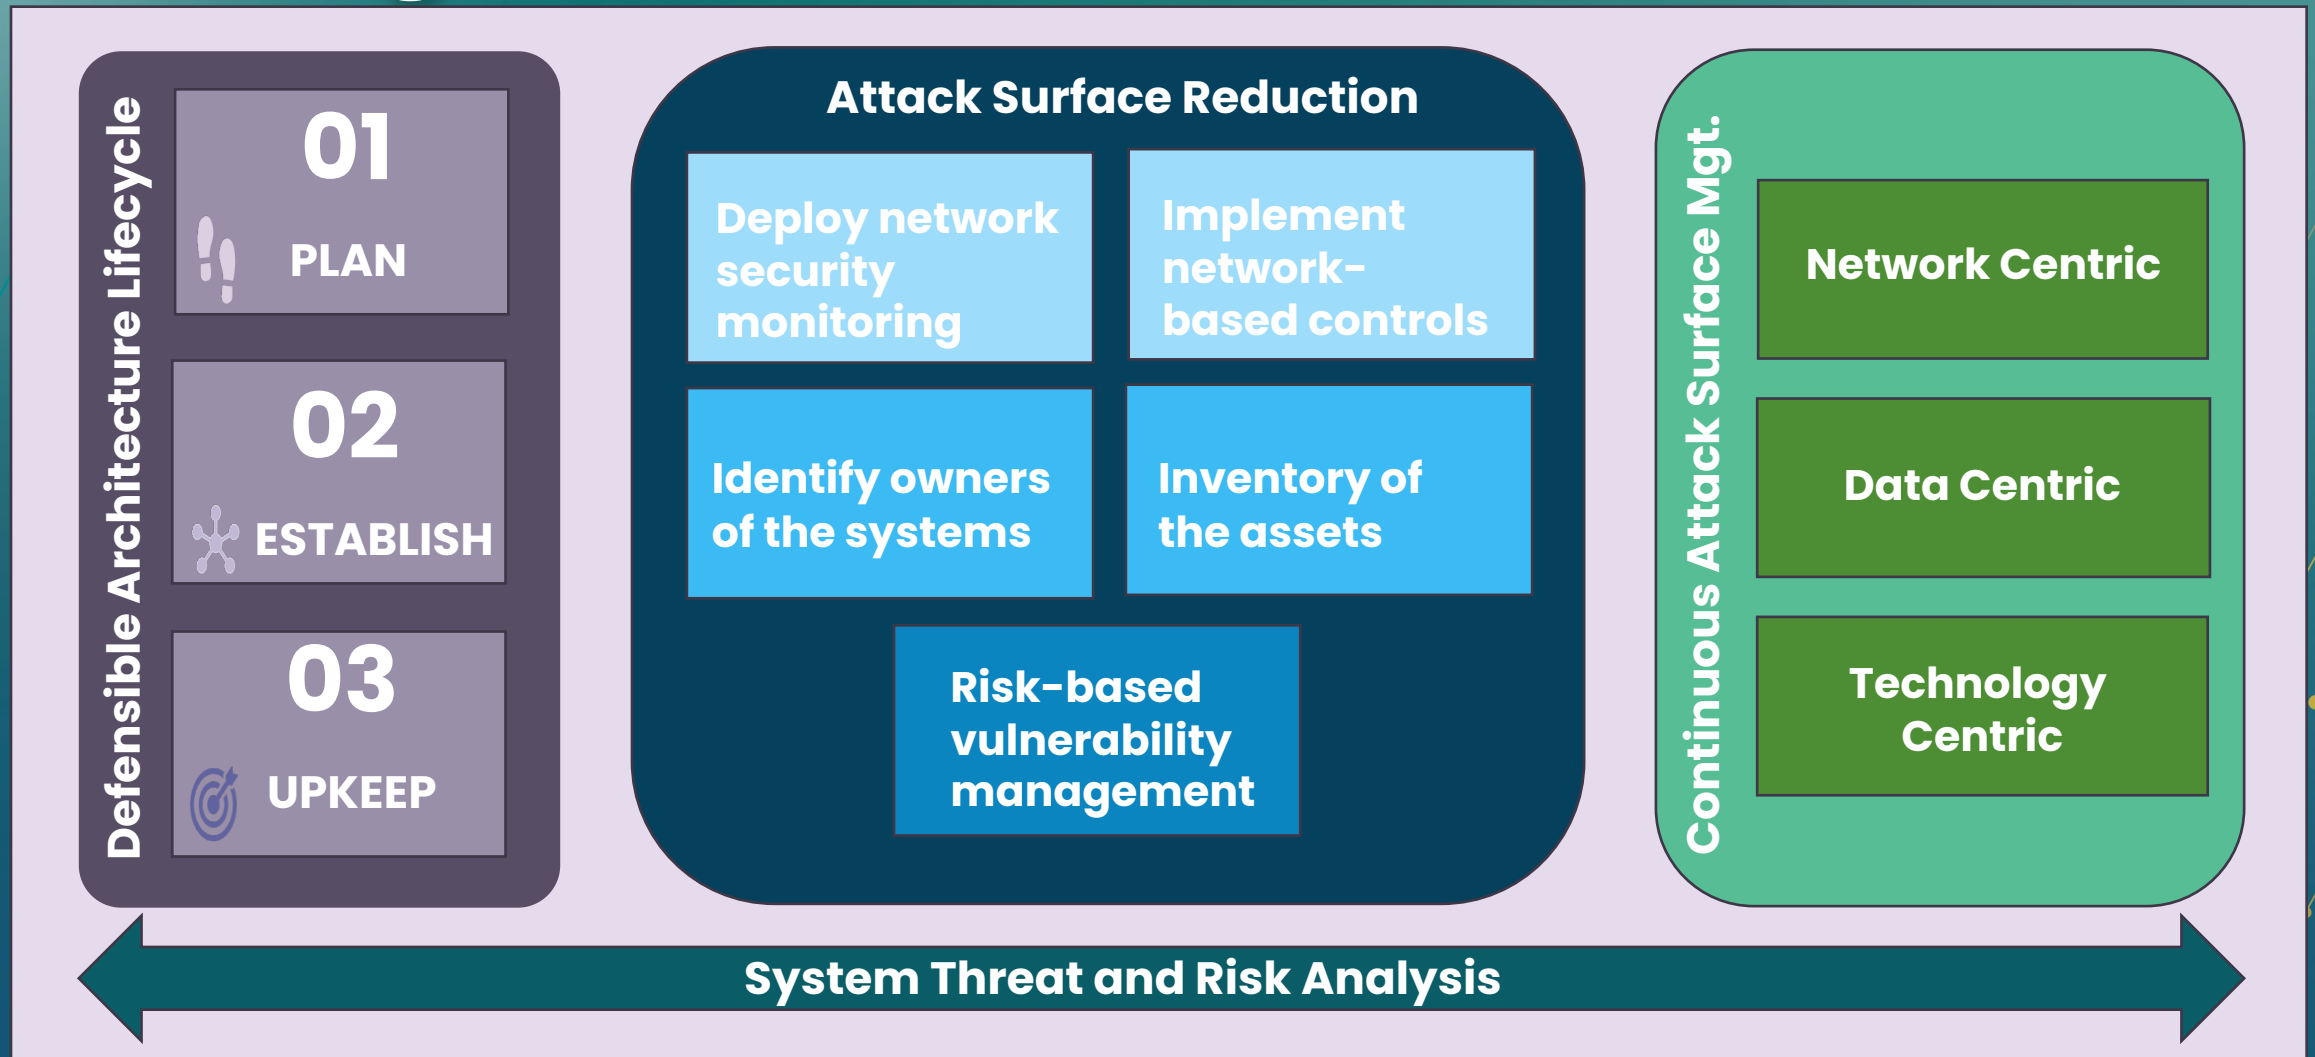 Defensible Architecture Lifecycle
01
PLAN
02
ESTABLISH
03
UPKEEP
Attack Surface Reduction
Deploy network
security
monitoring
Implement
network-
based controls
Identify owners
of the systems
Inventory of
the assets
Risk-based
vulnerability
management
Continuous Attack Surface Mgt.
Network Centric
Data Centric
Technology
Centric
System Threat and Risk Analysis